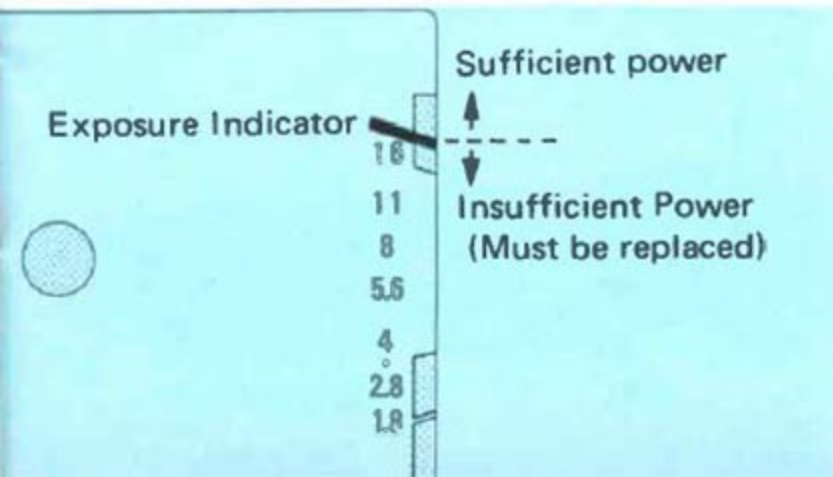 Sufficient power
Exposure Indicator
16
11
Insufficient Power
8
(Must be replaced)
5.6
4
2.8
1.8